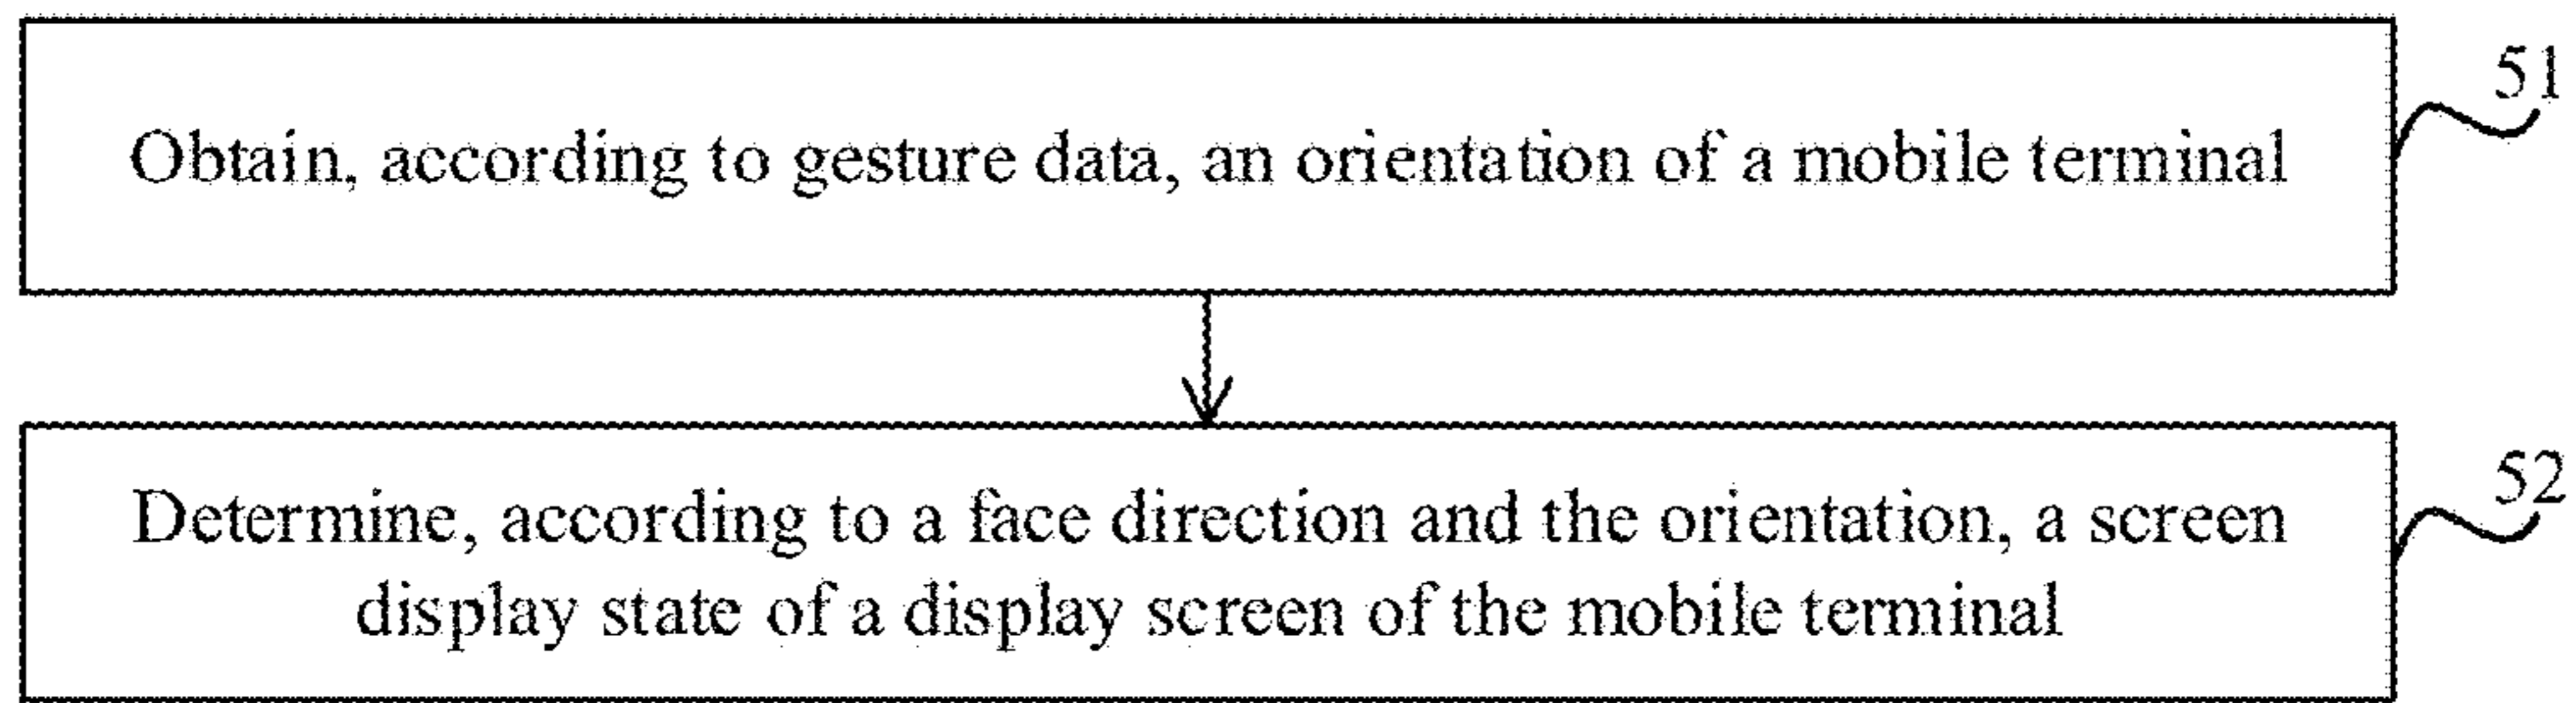 51
Obtain, according to gesture data, an orientation of a mobile terminal
52
Determine, according to a face direction and the orientation, a screen
display state of a display screen of the mobile terminal